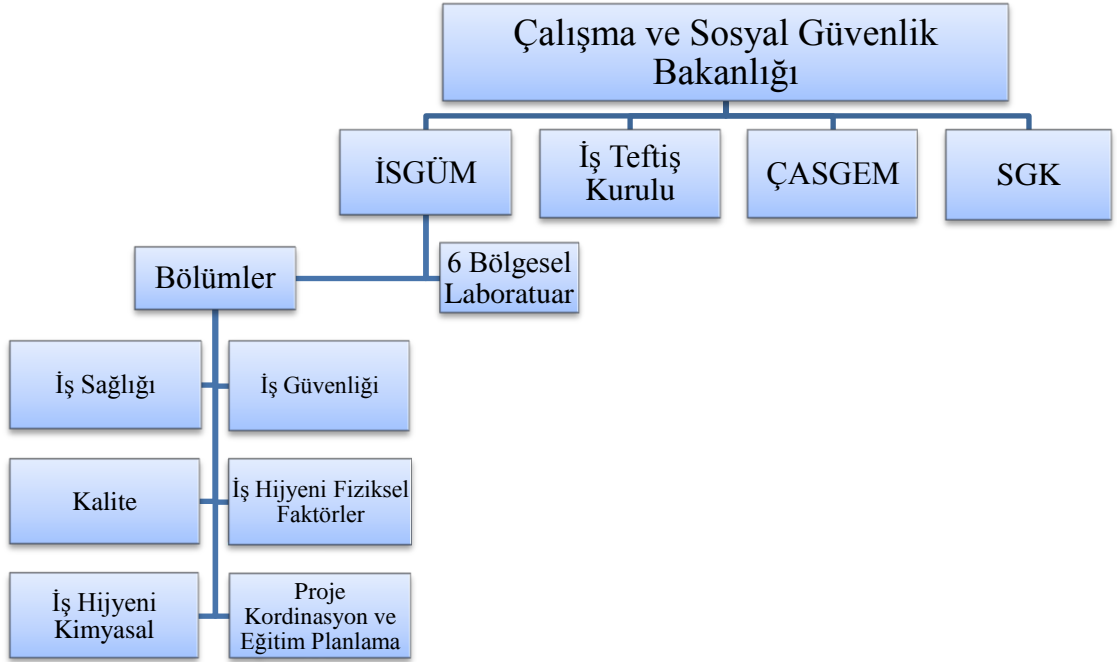 Çalışma ve Sosyal Güvenlik
Bakanlığı
İSGÜM
İş Teftiş
Kurulu
ÇASGEM
SGK
Bölümler
6 Bölgesel
Laboratuar
İş Sağlığı
İş Güvenliği
Kalite
İş Hijyeni Fiziksel
Faktörler
İş Hijyeni
Kimyasal
Proje
Kordinasyon ve
Eğitim Planlama